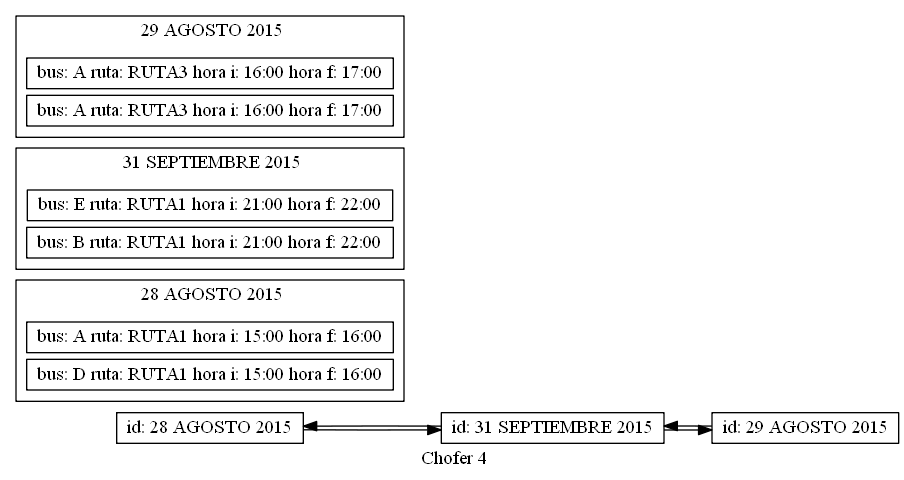 29 AGOSTO 2015
bus: A ruta: RUTA3 hora i: 16:00 hora f: 17:00
bus: A ruta: RUTA3 hora i: 16:00 hora f: 17:00
31 SEPTIEMBRE 2015
bus: E ruta: RUTA1 hora i: 21:00 hora f: 22:00
bus: B ruta: RUTA1 hora i: 21:00 hora f: 22:00
28 AGOSTO 2015
bus: A ruta: RUTA1 hora i: 15:00 hora f: 16:00
bus: D ruta: RUTA1 hora i: 15:00 hora f: 16:00
id: 28 AGOSTO 2015
id: 31 SEPTIEMBRE 2015
id: 29 AGOSTO 2015
Chofer 4